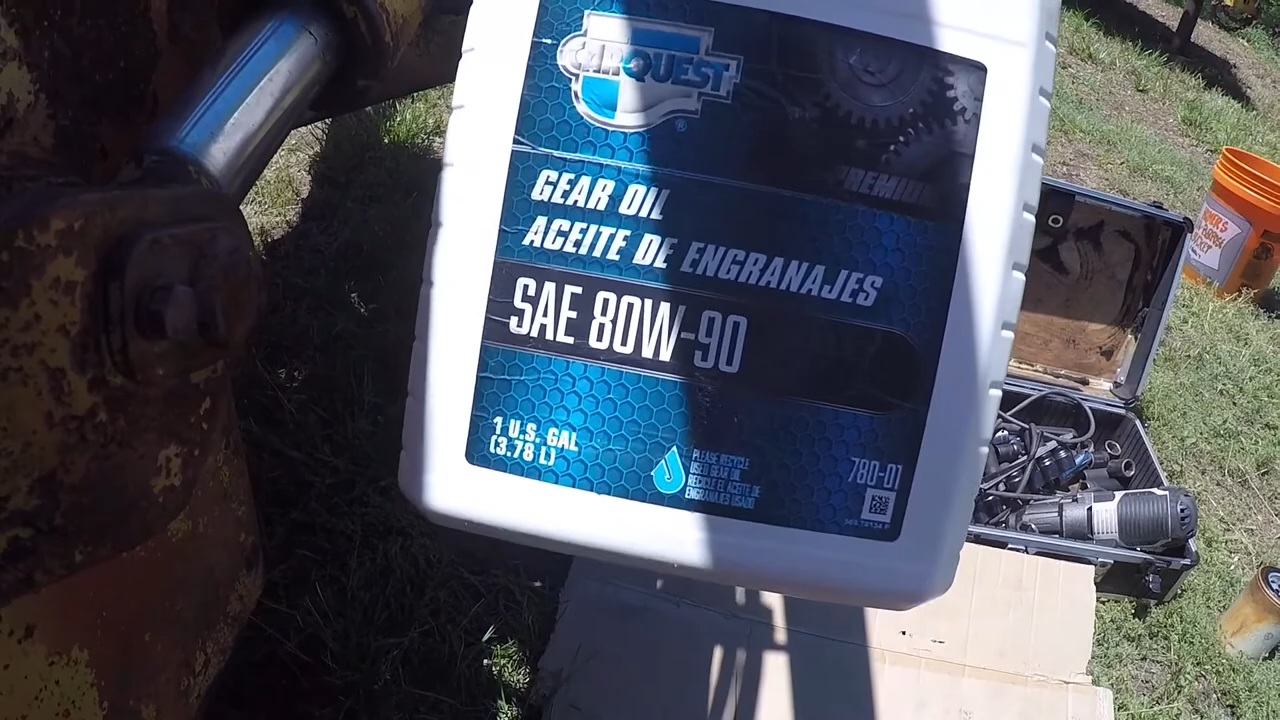 CARQUEST
®
PREMIUM
GEAR OIL
ACEITE DE ENGRANAJES
SAE 80W-90
1 U.S. GAL
(3.78 L)
PLEASE RECYCLE
USED GEAR OIL
RECICLE EL ACEITE DE
ENGRANAJES USADO
780-01